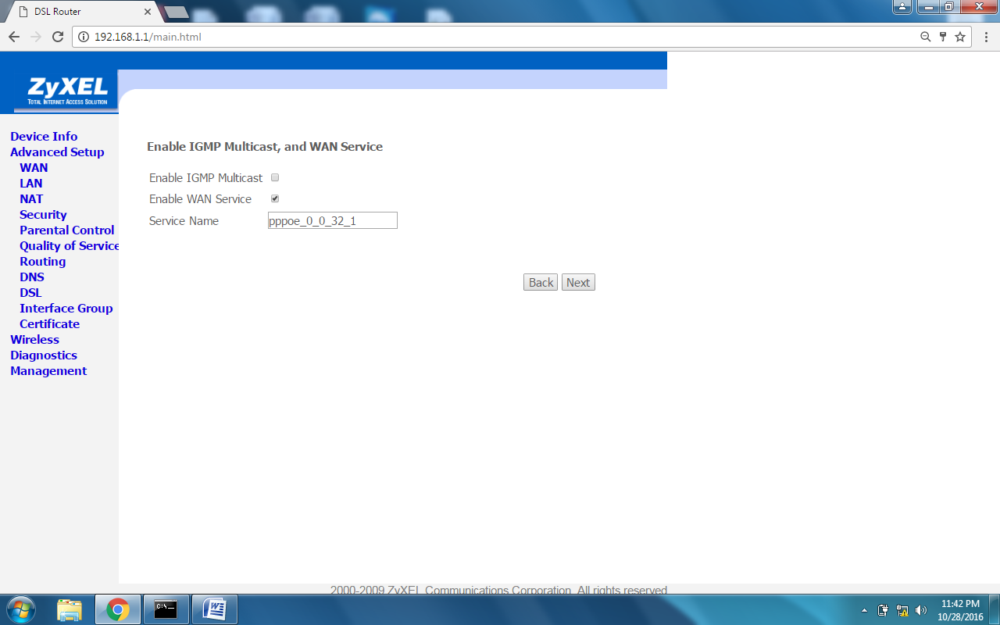 DSL Router
192.168.1.1/main.html
ZyXEL
TOTAL INTERNET ACCESS SOLUTION
Device Info
Advanced Setup
WAN
LAN
NAT
Security
Parental Control
Quality of Service
Routing
DNS
DSL
Interface Group
Certificate
Wireless
Diagnostics
Management
Enable IGMP Multicast, and WAN Service
Enable IGMP Multicast
Enable WAN Service
Service Name pppoe_0_0_32_1
Back Next
2000-2009 ZyXEL Communications Corporation. All rights reserved
C:\_
W
11:42 PM
10/28/2016